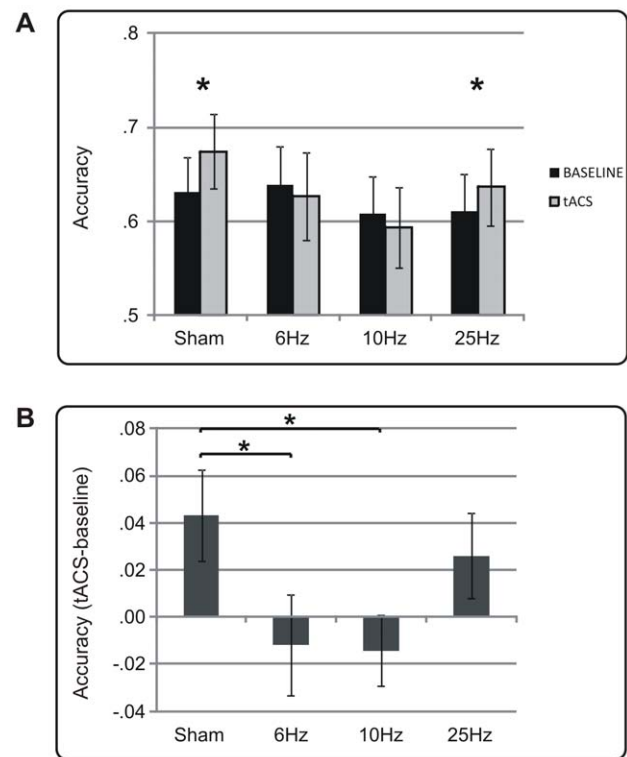 A
.8
*
*
.7
Accuracy
BASELINE
tACS
.6
.5
Sham 6Hz 10Hz 25Hz
B
.08
*
*
.06
Accuracy (tACS-baseline)
.04
.02
.00
-.02
-.04
Sham 6Hz 10Hz 25Hz